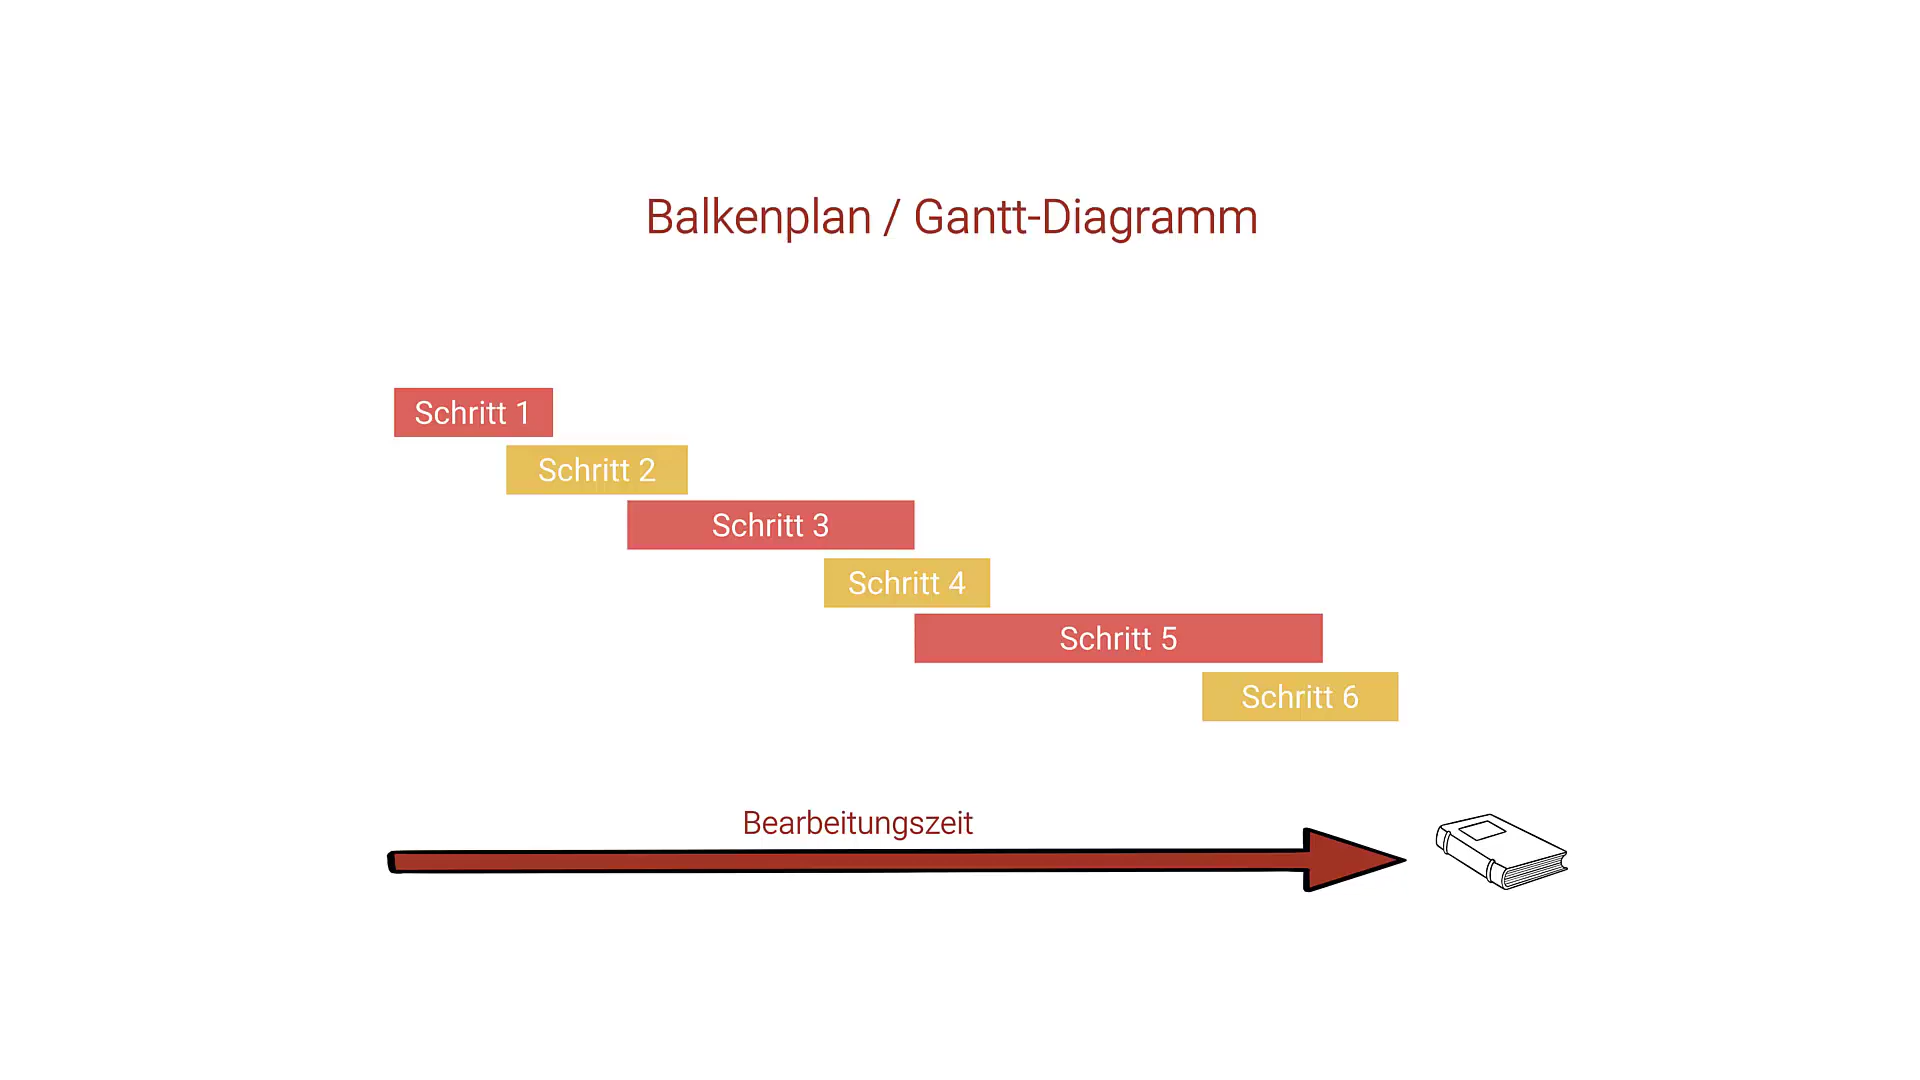 Balkenplan / Gantt-Diagramm
Schritt 1
Schritt 2
Schritt 3
Schritt 4
Schritt 5
Schritt 6
Bearbeitungszeit